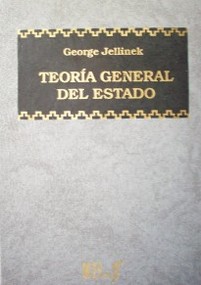 George Jellinek
TEORÍA GENERAL
DEL ESTADO